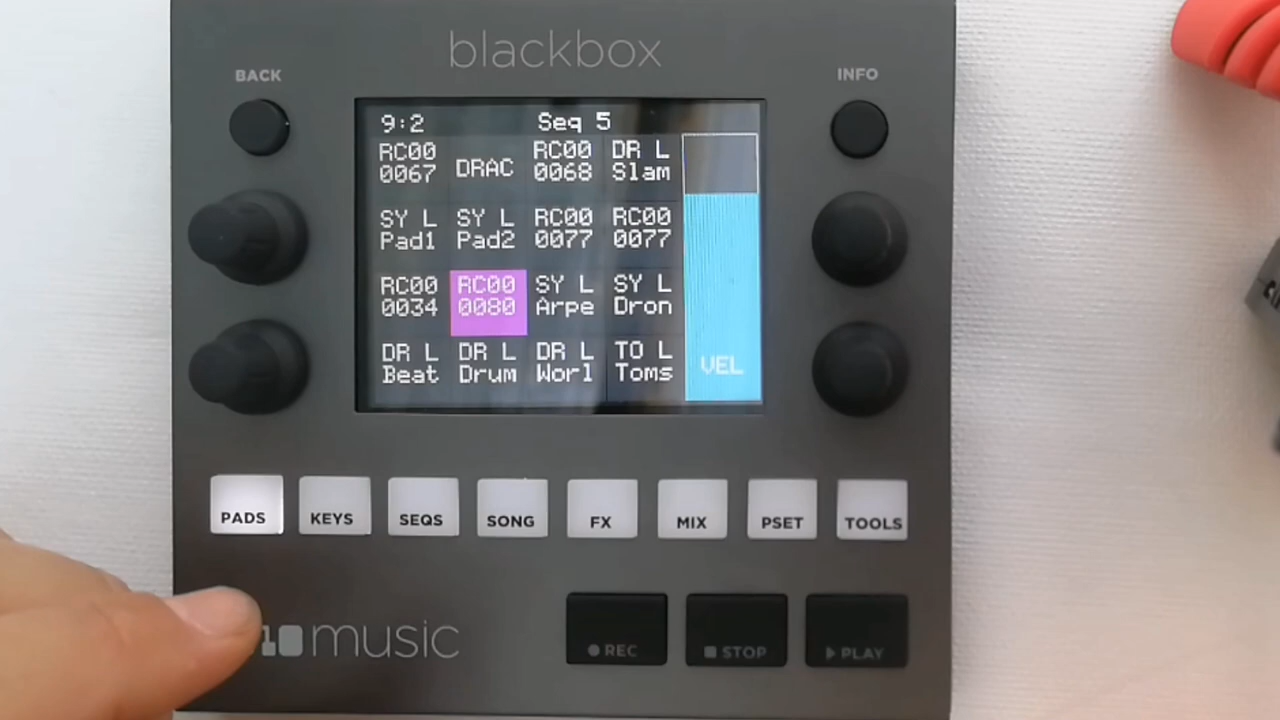 blackbox
BACK
INFO
9:2 Seq 5
RC00 RC00 DR L
0067 DRAC 0068 Slam
SY L SY L RC00 RC00
Pad1 Pad2 0077 0077
RC00 RC00 SY L SY L
0034 0080 Arpe Dron
DR L DR L DR L TO L
Beat Drum Worl Toms
VEL
PADS KEYS SEQS SONG FX MIX PSET TOOLS
10 music
REC STOP PLAY